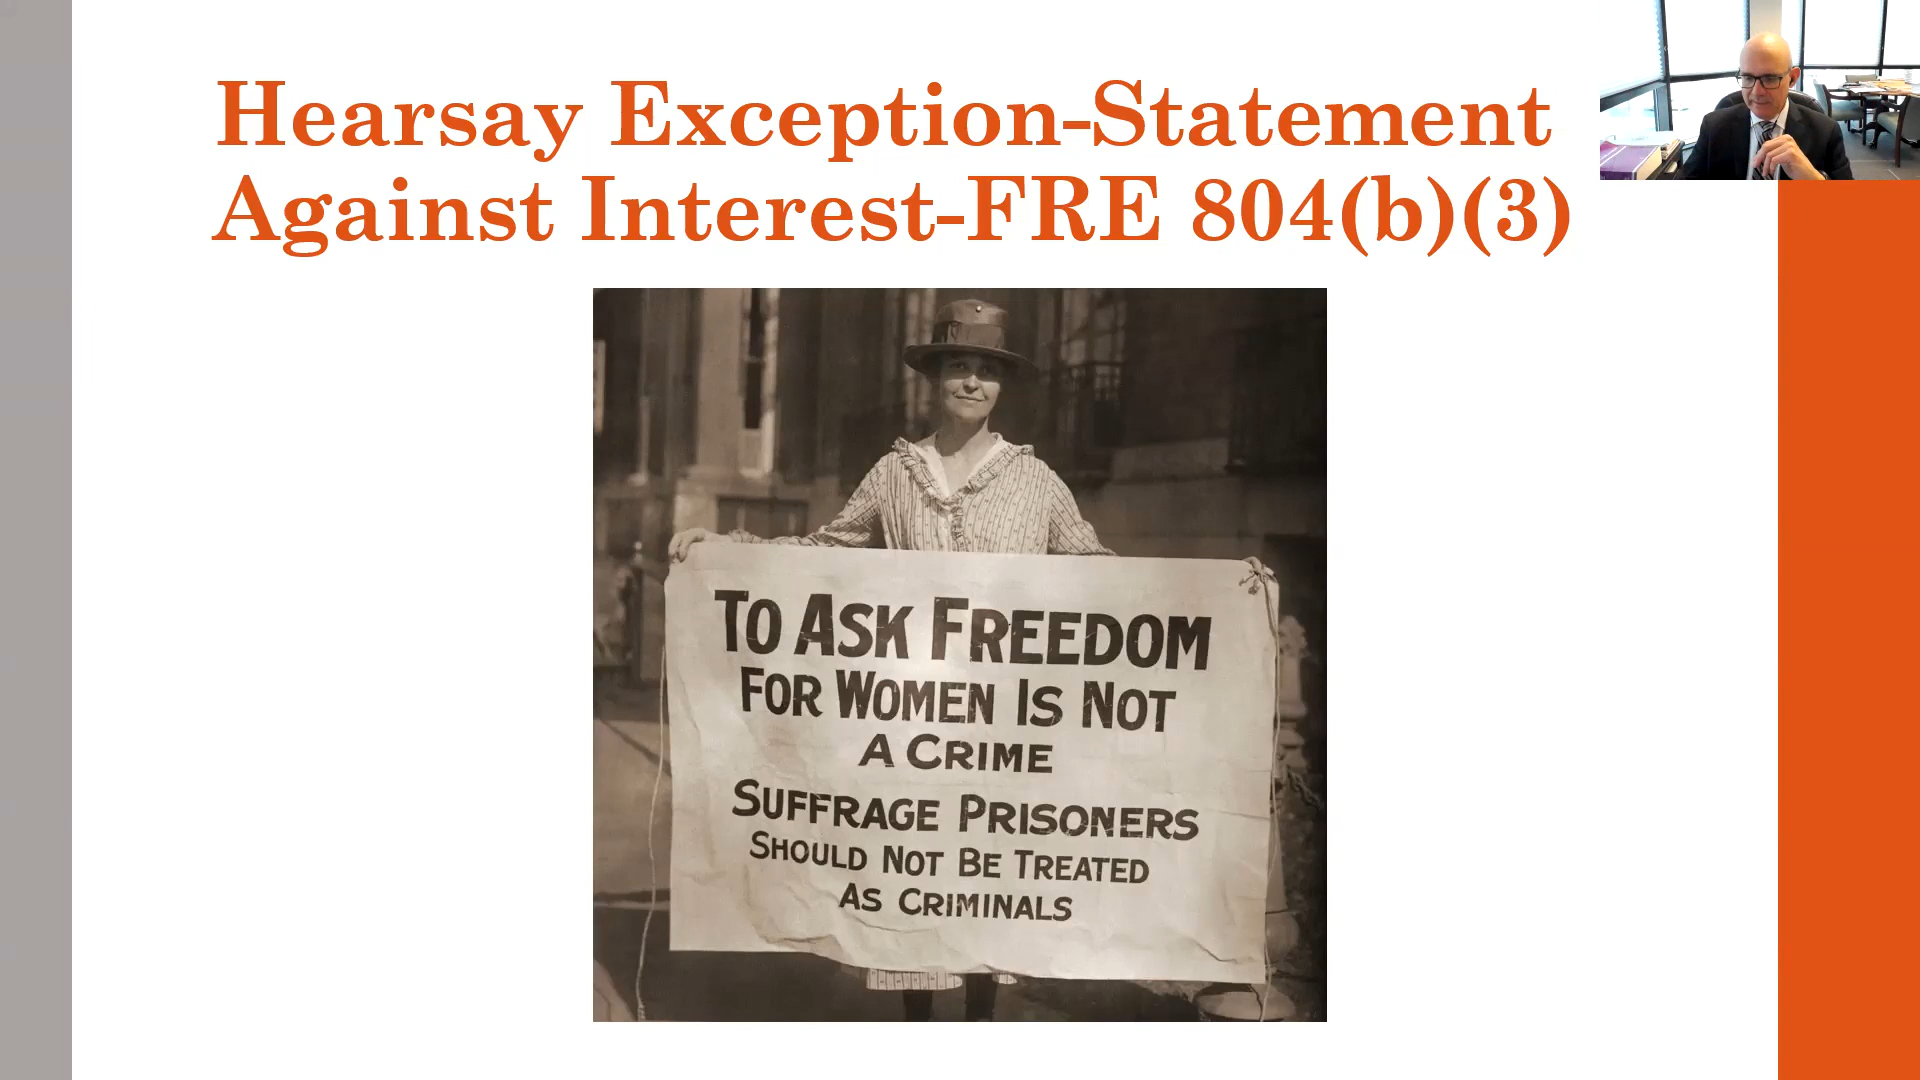 Hearsay Exception-Statement
Against Interest-FRE 804(b)(3)
TO ASK FREEDOM
FOR WOMEN IS NOT
A CRIME
SUFFRAGE PRISONERS
SHOULD NOT BE TREATED
AS CRIMINALS